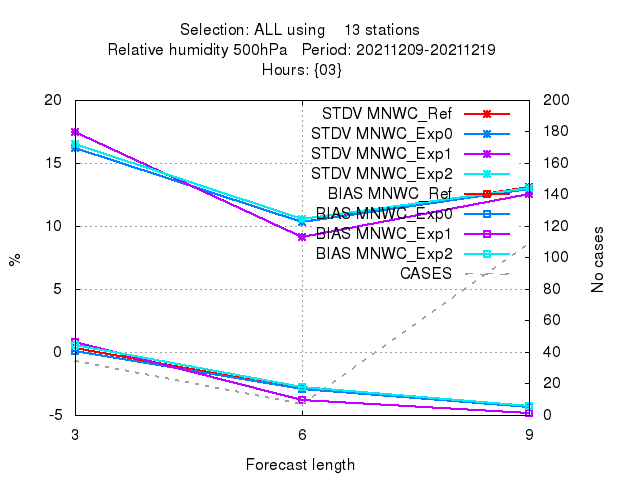 Selection: ALL using 13 stations
Relative humidity 500hPa Period: 20211209-20211219
Hours: {03}
20 200
STDV MNWC_Ref
180
STDV MNWC_Exp0
15 STDV MNWC_Exp1 160
STDV MNWC_Exp2
BIAS MNWC_Ref 140
BIAS MNWC_Exp0
10 BIAS MNWC_Exp1 120
BIAS MNWC_Exp2 100
CASES
% No cases
5 80
60
0 40
20
-5 0
3 6 9
Forecast length